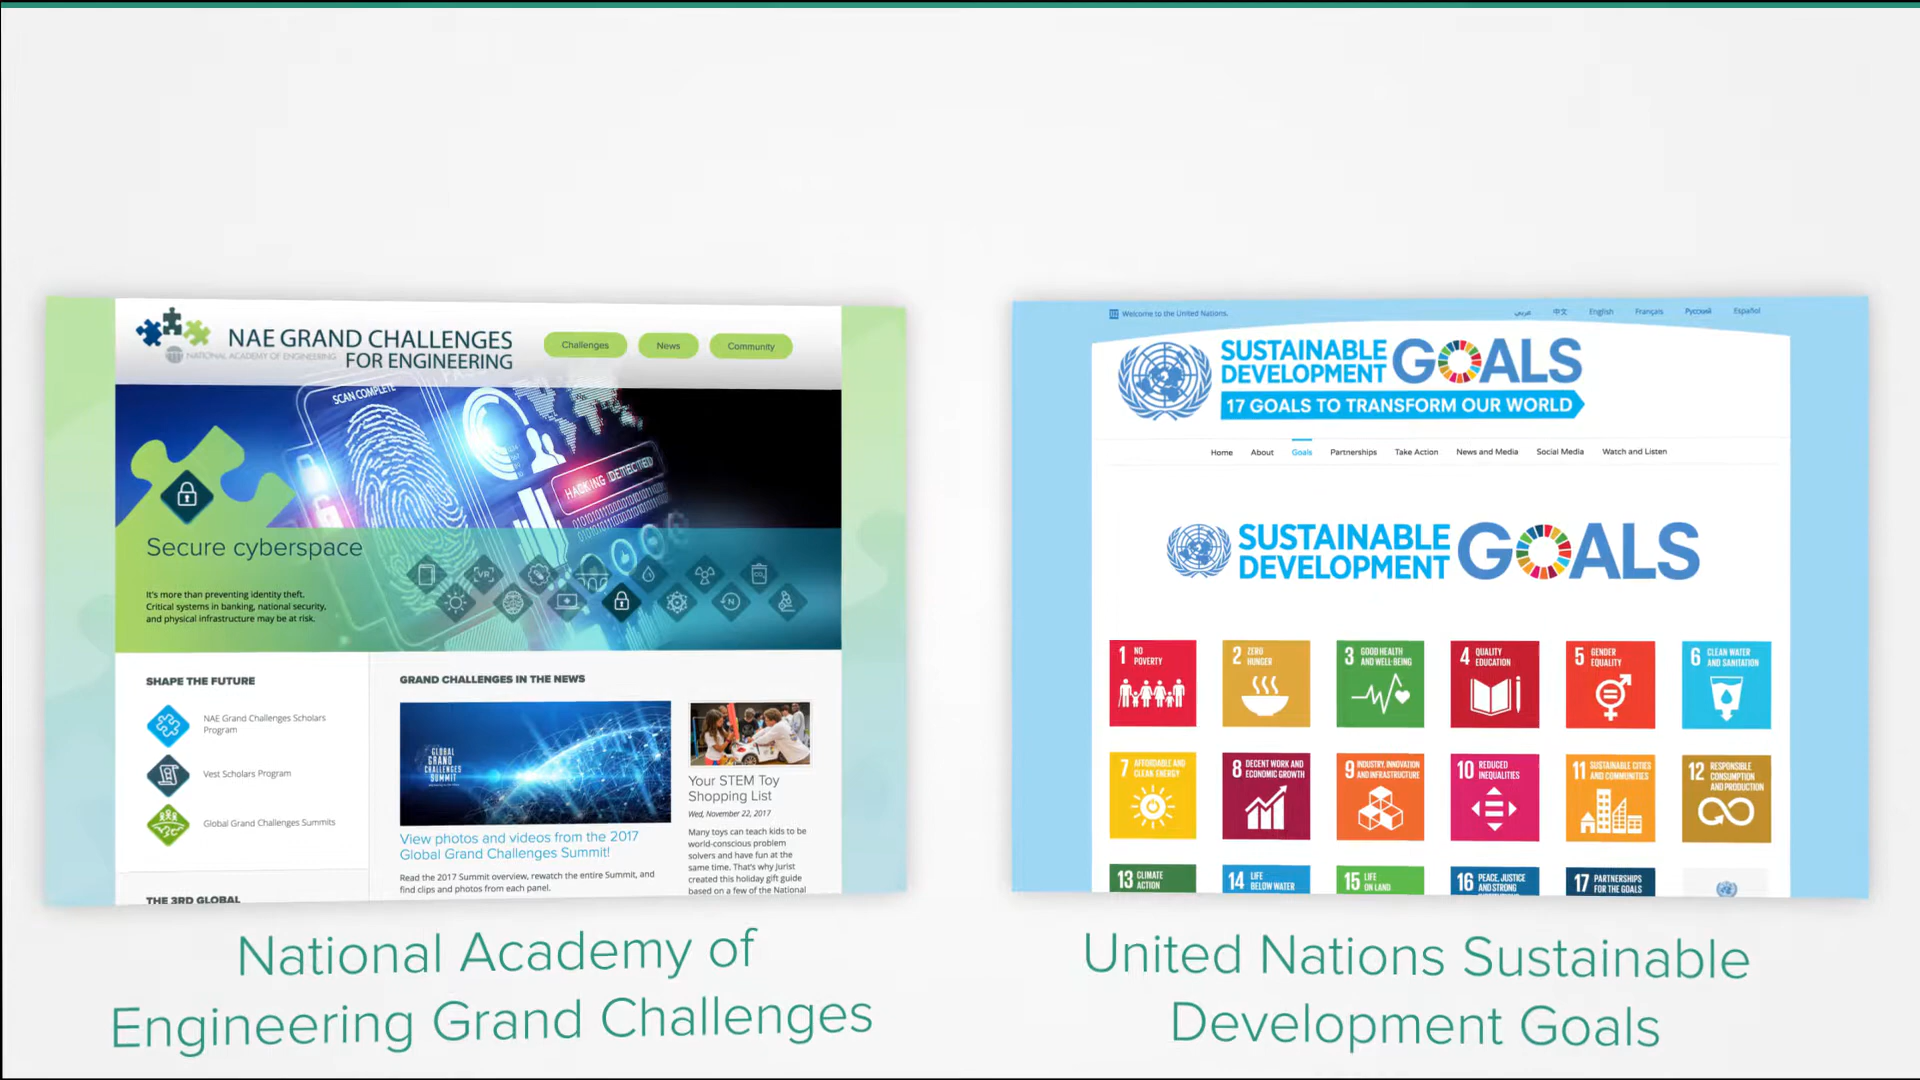 NAE GRAND CHALLENGES
NATIONAL ACADEMY OF ENGINEERING
FOR ENGINEERING
Challenges
News
Community
SCAN COMPLETE
HACKING DETECTED
Secure cyberspace
VR
It's more than preventing identity theft.
Critical systems in banking, national security,
and physical infrastructure may be at risk.
SHAPE THE FUTURE
NAE Grand Challenges Scholars
Program
Vest Scholars Program
Global Grand Challenges Summits
THE 3RD GLOBAL
GRAND CHALLENGES IN THE NEWS
GLOBAL
GRAND
CHALLENGES
SUMMIT
View photos and videos from the 2017
Global Grand Challenges Summit!
Read the 2017 Summit overview, rewatch the entire Summit, and
find clips and photos from each panel.
Your STEM Toy
Shopping List
Wed, November 22, 2017
Many toys can teach kids to be
world-conscious problem
solvers and have fun at the
same time. That's why Jurist
created this holiday gift guide
based on a few of the National
National Academy of
Engineering Grand Challenges
Welcome to the United Nations.
عربي 中文 English Français Русский Español
SUSTAINABLE
DEVELOPMENT GOALS
17 GOALS TO TRANSFORM OUR WORLD
Home About Goals Partnerships Take Action News and Media Social Media Watch and Listen
SUSTAINABLE
DEVELOPMENT GOALS
1 NO
POVERTY
2 ZERO
HUNGER
3 GOOD HEALTH
AND WELL-BEING
4 QUALITY
EDUCATION
5 GENDER
EQUALITY
6 CLEAN WATER
AND SANITATION
7 AFFORDABLE AND
CLEAN ENERGY
8 DECENT WORK AND
ECONOMIC GROWTH
9 INDUSTRY, INNOVATION
AND INFRASTRUCTURE
10 REDUCED
INEQUALITIES
11 SUSTAINABLE CITIES
AND COMMUNITIES
12 RESPONSIBLE
CONSUMPTION
AND PRODUCTION
13 CLIMATE
ACTION
14 LIFE
BELOW WATER
15 LIFE
ON LAND
16 PEACE, JUSTICE
AND STRONG
17 PARTNERSHIPS
FOR THE GOALS
United Nations Sustainable
Development Goals